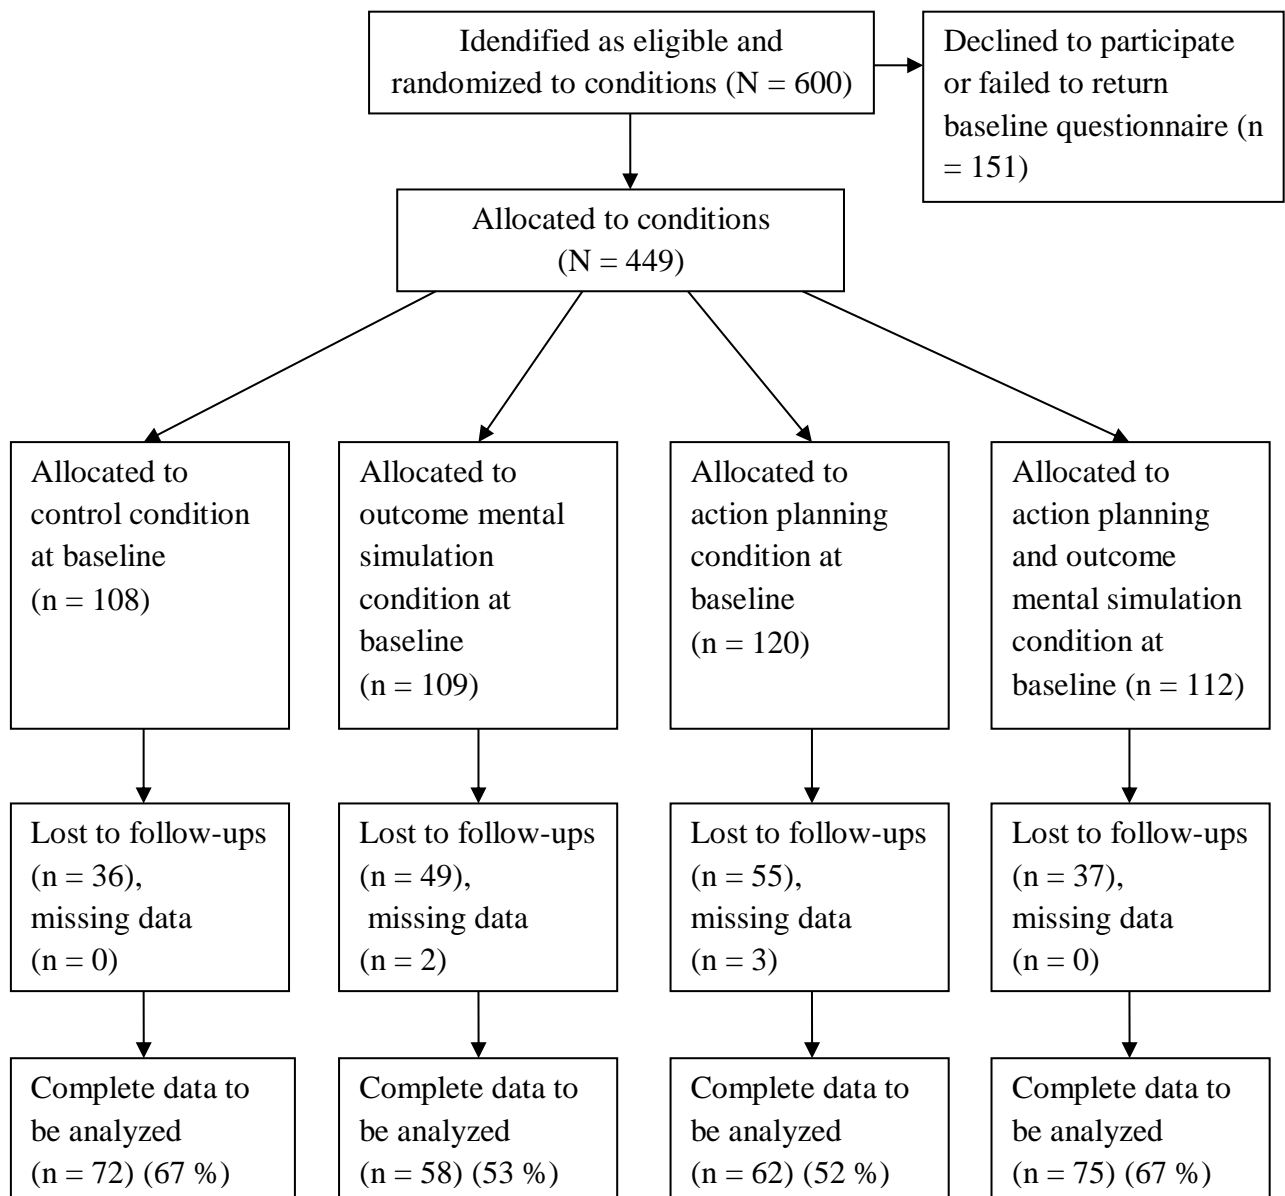 Idendified as eligible and
randomized to conditions (N = 600)
Declined to participate
or failed to return
baseline questionnaire (n
= 151)
Allocated to conditions
(N = 449)
Allocated to
control condition
at baseline
(n = 108)
Allocated to
outcome mental
simulation
condition at
baseline
(n = 109)
Allocated to
action planning
condition at
baseline
(n = 120)
Allocated to
action planning
and outcome
mental simulation
condition at
baseline (n = 112)
Lost to follow-ups
(n = 36),
missing data
(n = 0)
Lost to follow-ups
(n = 49),
missing data
(n = 2)
Lost to follow-ups
(n = 55),
missing data
(n = 3)
Lost to follow-ups
(n = 37),
missing data
(n = 0)
Complete data to
be analyzed
(n = 72) (67 %)
Complete data to
be analyzed
(n = 58) (53 %)
Complete data to
be analyzed
(n = 62) (52 %)
Complete data to
be analyzed
(n = 75) (67 %)